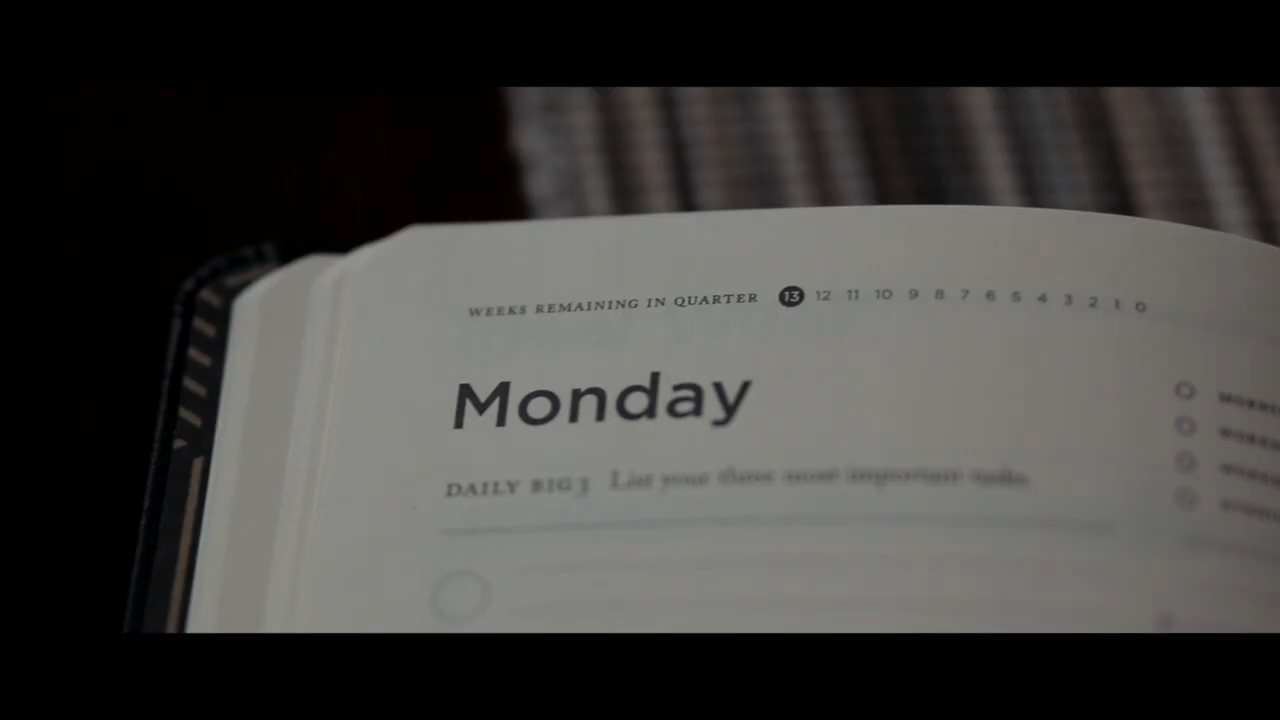 WEEKS REMAINING IN QUARTER 13 12 11 10 9 8 7 6 5 4 3 2 1 0
Monday
DAILY BIG 3 List your three most important tasks